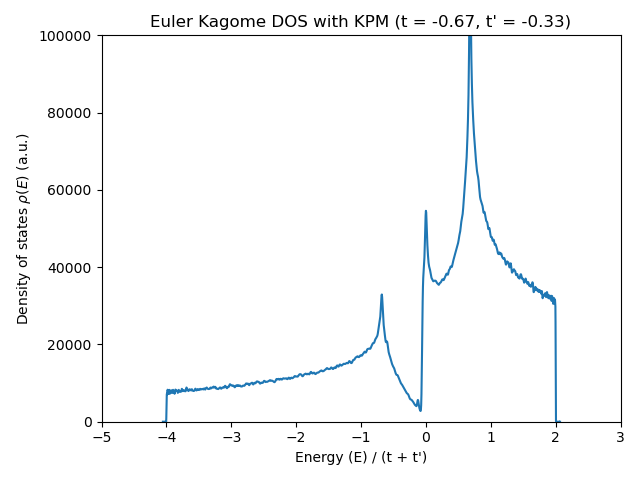 Euler Kagome DOS with KPM (t = -0.67, t' = -0.33)
Density of states ρ(E) (a.u.)
100000
80000
60000
40000
20000
0
−5 −4 −3 −2 −1 0 1 2 3
Energy (E) / (t + t')